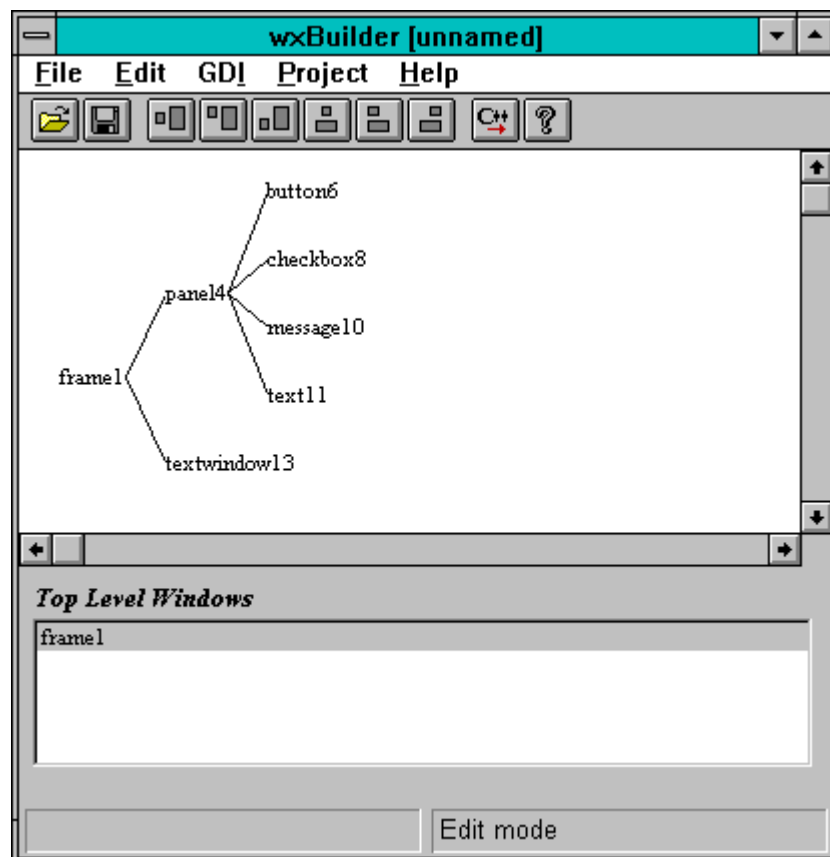 wxBuilder [unnamed]
File Edit GDI Project Help
C++ ?
button6
checkbox8
panel4
message10
frame1
text11
textwindow13
Top Level Windows
frame1
Edit mode